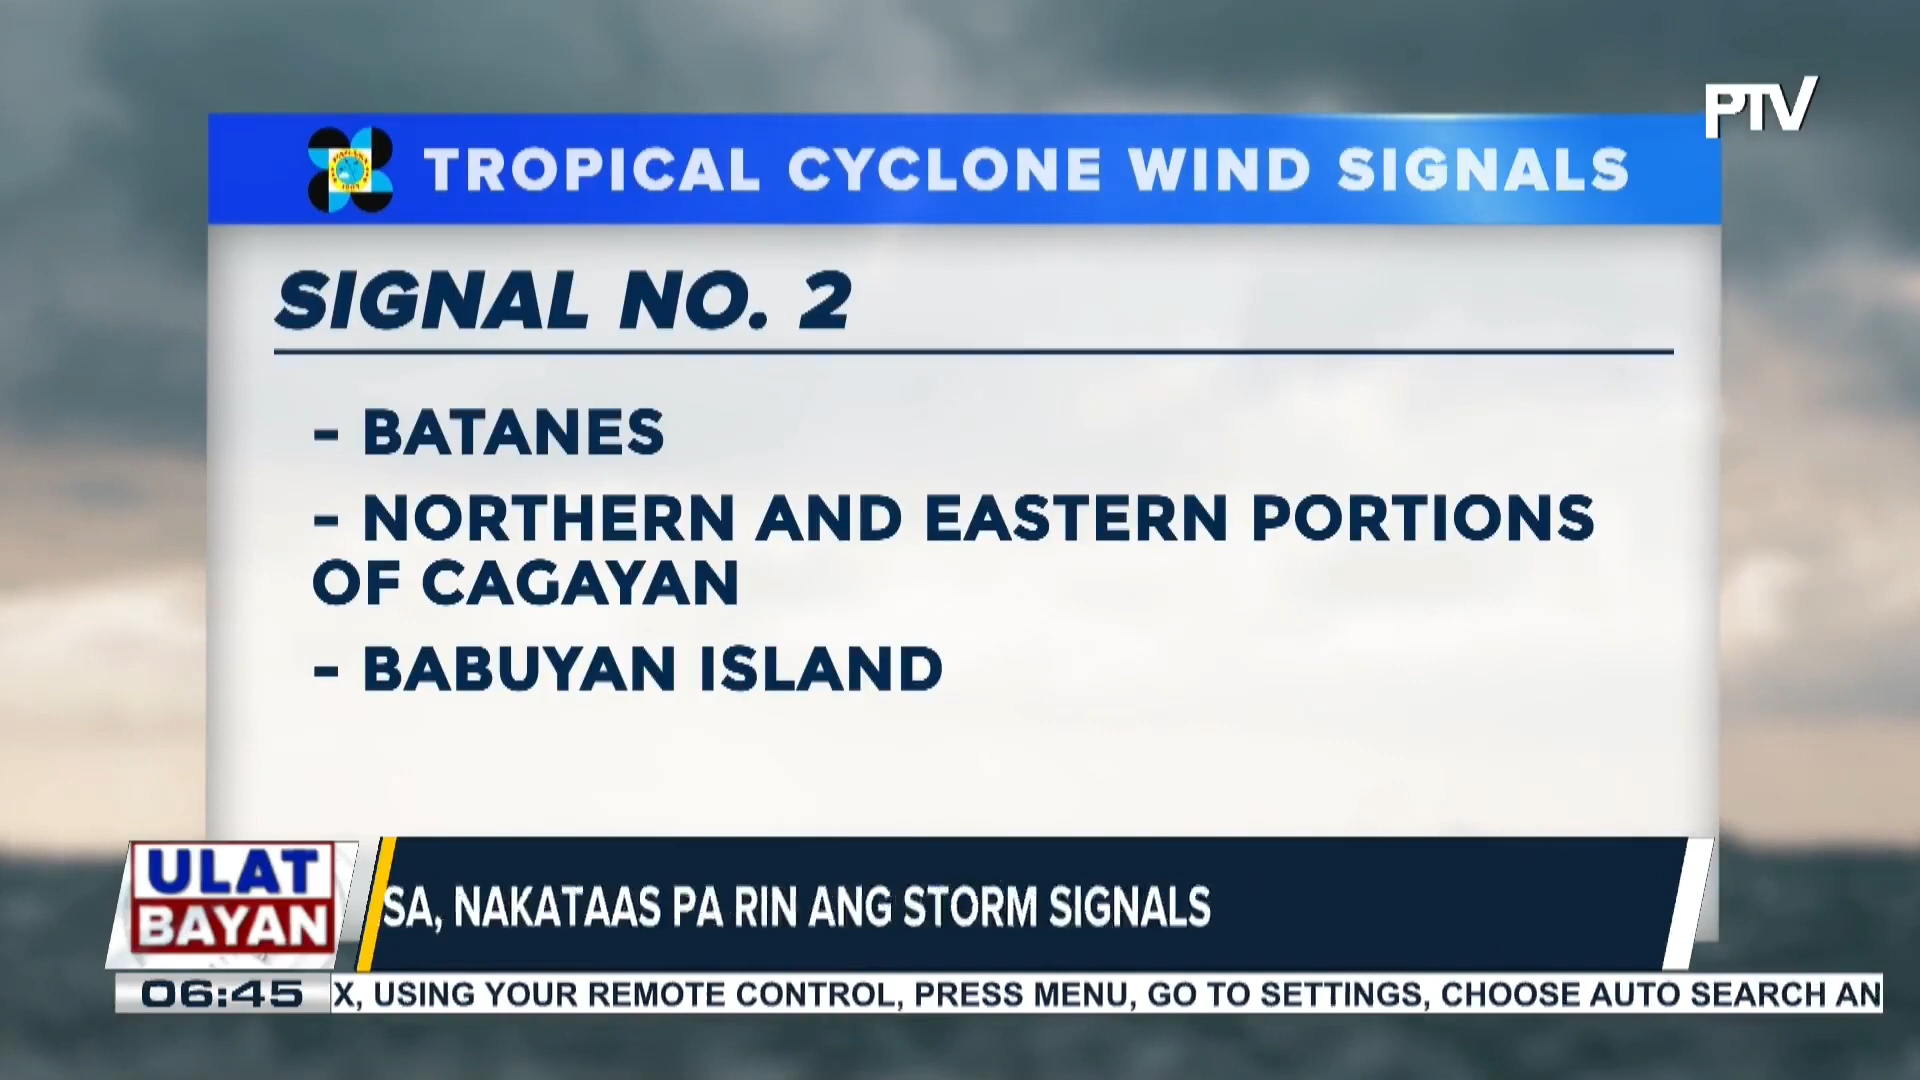 PTV
TROPICAL CYCLONE WIND SIGNALS
SIGNAL NO. 2
- BATANES
- NORTHERN AND EASTERN PORTIONS
OF CAGAYAN
- BABUYAN ISLAND
ULAT
BAYAN
SA, NAKATAAS PA RIN ANG STORM SIGNALS
06:45
X, USING YOUR REMOTE CONTROL, PRESS MENU, GO TO SETTINGS, CHOOSE AUTO SEARCH AN